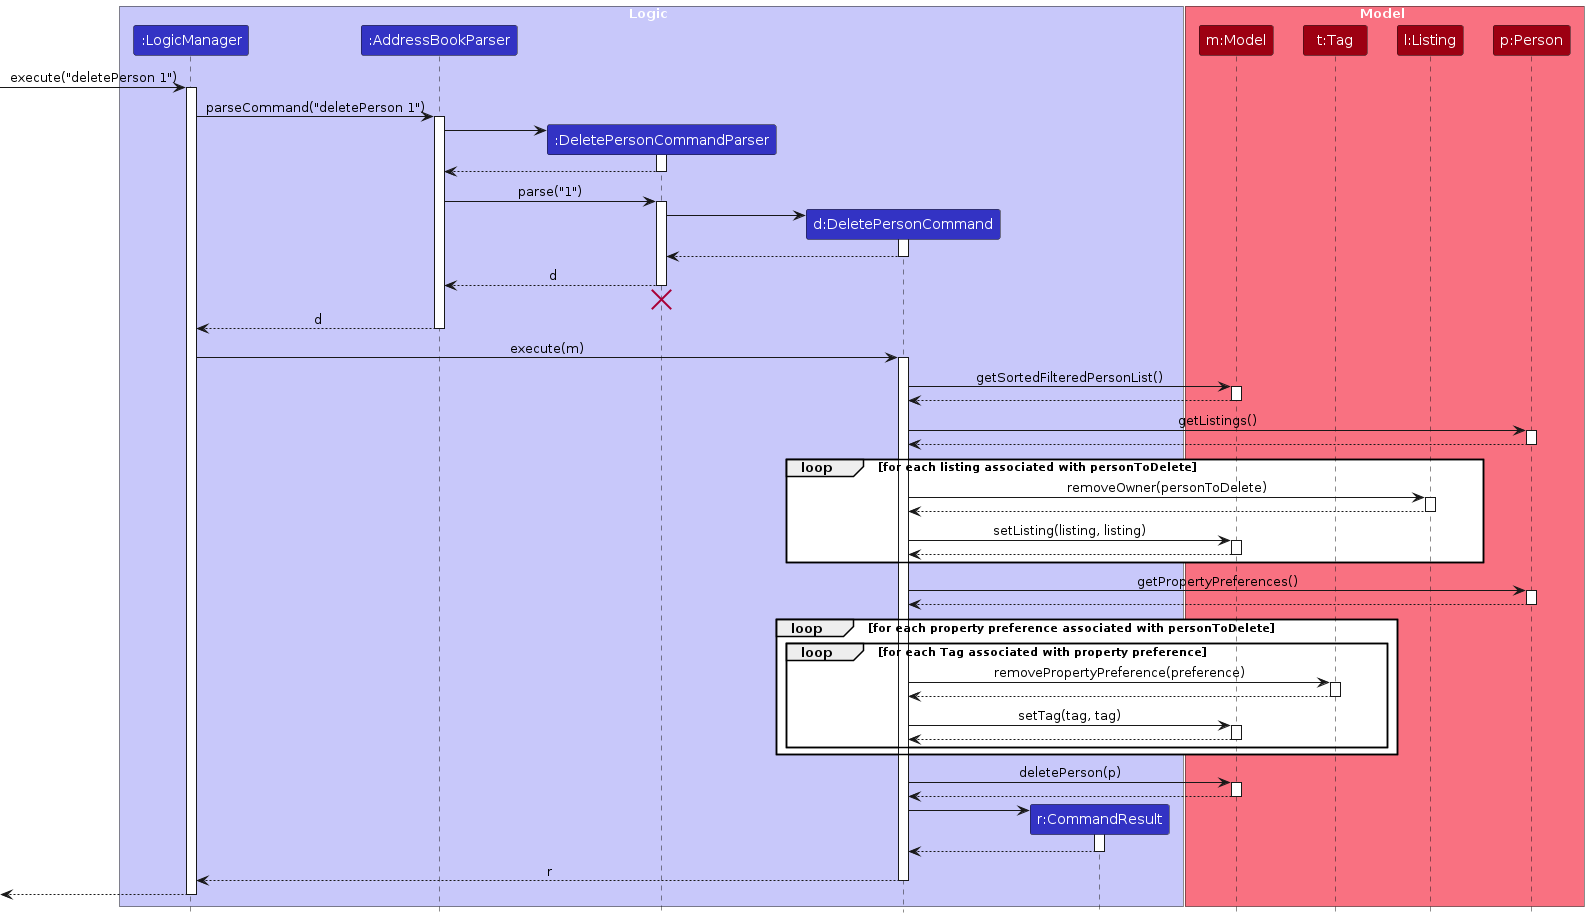 Logic
Model
:LogicManager
:AddressBookParser
m:Model
t:Tag
l:Listing
p:Person
execute("deletePerson 1")
parseCommand("deletePerson 1")
:DeletePersonCommandParser
parse("1")
d:DeletePersonCommand
d
d
execute(m)
getSortedFilteredPersonList()
getListings()
loop [for each listing associated with personToDelete]
removeOwner(personToDelete)
setListing(listing, listing)
getPropertyPreferences()
loop [for each property preference associated with personToDelete]
loop [for each Tag associated with property preference]
removePropertyPreference(preference)
setTag(tag, tag)
deletePerson(p)
r:CommandResult
r